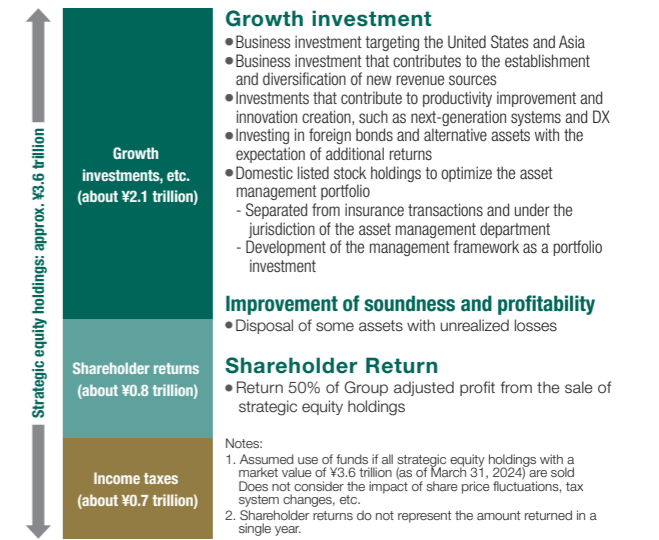 Strategic equity holdings: approx. ¥3.6 trillion
Growth
investments, etc.
(about ¥2.1 trillion)
Shareholder returns
(about ¥0.8 trillion)
Income taxes
(about ¥0.7 trillion)
Growth investment
● Business investment targeting the United States and Asia
● Business investment that contributes to the establishment
and diversification of new revenue sources
● Investments that contribute to productivity improvement and
innovation creation, such as next-generation systems and DX
● Investing in foreign bonds and alternative assets with the
expectation of additional returns
● Domestic listed stock holdings to optimize the asset
management portfolio
- Separated from insurance transactions and under the
jurisdiction of the asset management department
- Development of the management framework as a portfolio
investment
Improvement of soundness and profitability
● Disposal of some assets with unrealized losses
Shareholder Return
● Return 50% of Group adjusted profit from the sale of
strategic equity holdings
Notes:
1. Assumed use of funds if all strategic equity holdings with a
market value of ¥3.6 trillion (as of March 31, 2024) are sold
Does not consider the impact of share price fluctuations, tax
system changes, etc.
2. Shareholder returns do not represent the amount returned in a
single year.